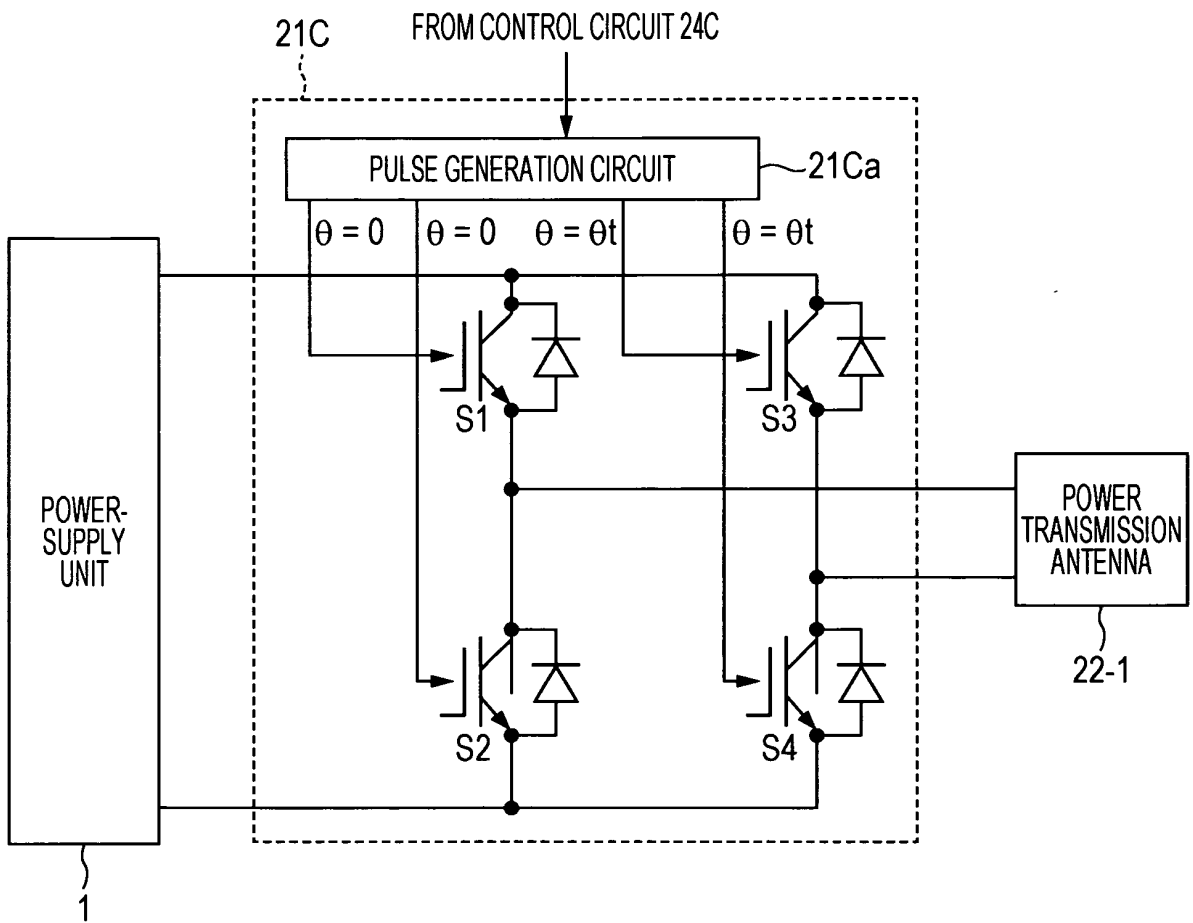 21C
FROM CONTROL CIRCUIT 24C
PULSE GENERATION CIRCUIT
21Ca
θ = 0
θ = 0
θ = θt
θ = θt
S1
S3
POWER-
SUPPLY
UNIT
POWER
TRANSMISSION
ANTENNA
S2
S4
22-1
1